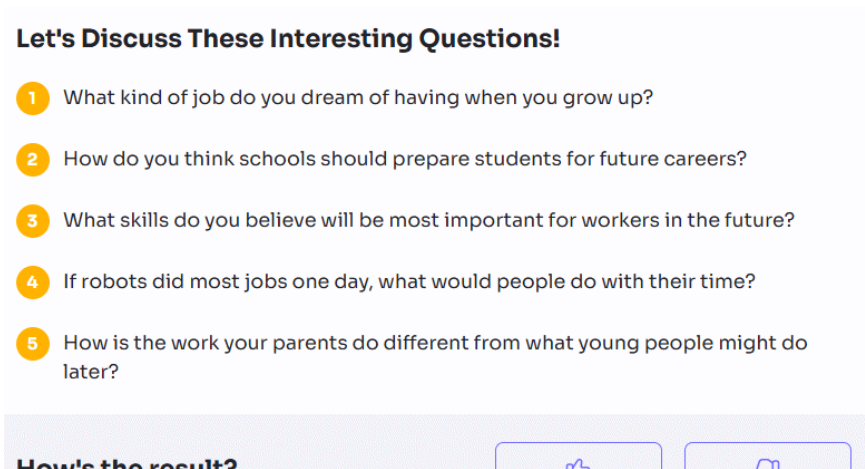 Let's Discuss These Interesting Questions!
1 What kind of job do you dream of having when you grow up?
2 How do you think schools should prepare students for future careers?
3 What skills do you believe will be most important for workers in the future?
4 If robots did most jobs one day, what would people do with their time?
5 How is the work your parents do different from what young people might do
later?
How's the result?